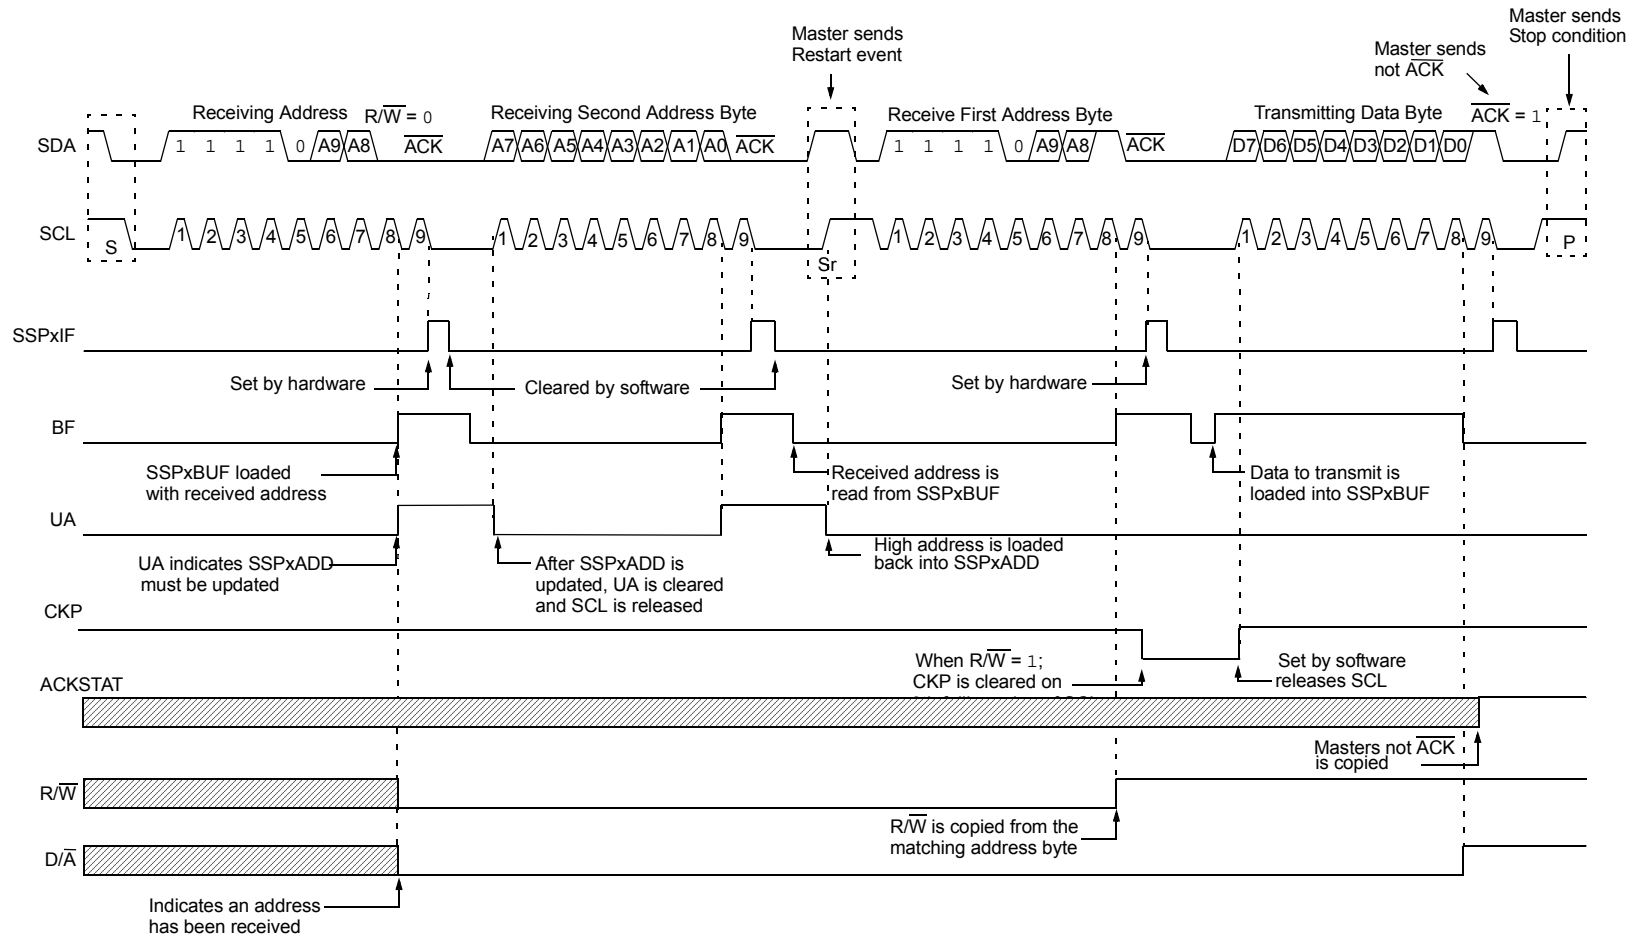 Master sends
Stop condition
Master sends
Restart event
Master sends
not ACK
Receiving Address R/W = 0
Receiving Second Address Byte
Receive First Address Byte
Transmitting Data Byte
ACK = 1
SDA
1 1 1 1 0 A9 A8 ACK
A7 A6 A5 A4 A3 A2 A1 A0 ACK
1 1 1 1 0 A9 A8 ACK
D7 D6 D5 D4 D3 D2 D1 D0
SCL
S
1 2 3 4 5 6 7 8 9
1 2 3 4 5 6 7 8 9
Sr
1 2 3 4 5 6 7 8 9
1 2 3 4 5 6 7 8 9
P
SSPxIF
Set by hardware
Cleared by software
Set by hardware
BF
SSPxBUF loaded
with received address
Received address is
read from SSPxBUF
Data to transmit is
loaded into SSPxBUF
UA
UA indicates SSPxADD
must be updated
After SSPxADD is
updated, UA is cleared
and SCL is released
High address is loaded
back into SSPxADD
CKP
When R/W = 1;
CKP is cleared on
Set by software
releases SCL
ACKSTAT
Masters not ACK
is copied
R/W
R/W is copied from the
matching address byte
D/A
Indicates an address
has been received